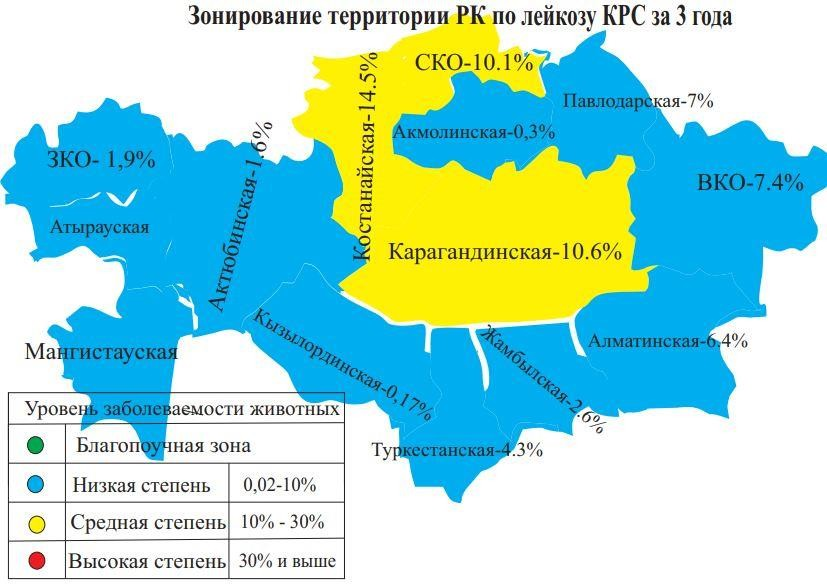 Зонирование территории РК по лейкозу КРС за 3 года
СКО-10.1%
Костанайская-14.5%
Павлодарская-7%
Акмолинская-0,3%
ЗКО- 1,9%
Актюбинская-1.6%
ВКО-7.4%
Атырауская
Карагандинская-10.6%
Мангистауская
Кызылординская-0,17%
Жамбылская-2.6%
Алматинская-6.4%
Туркестанская-4.3%
Уровень заболеваемости животных
Благопоучная зона
Низкая степень 0,02-10%
Средная степень 10% - 30%
Высокая степень 30% и выше